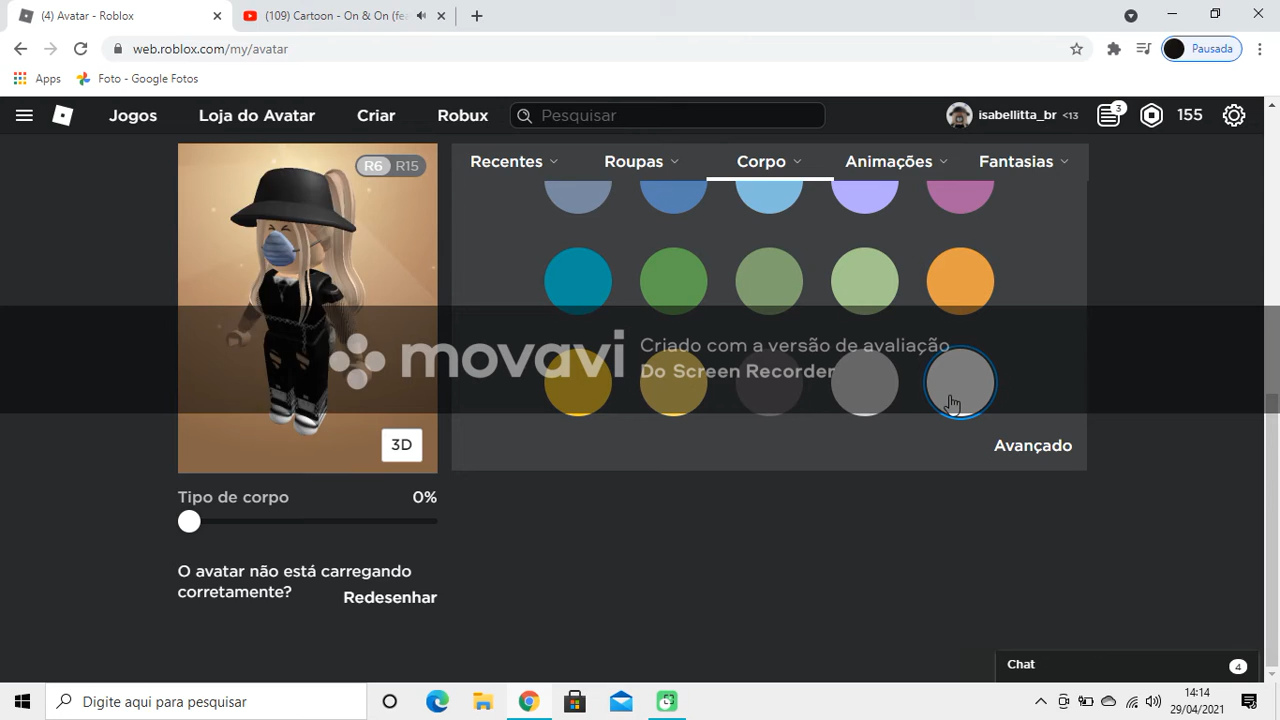 (4) Avatar - Roblox
(109) Cartoon - On & On (fea
web.roblox.com/my/avatar
Pausada
Apps
Foto - Google Fotos
Jogos
Loja do Avatar
Criar
Robux
Pesquisar
isabellitta_br <13
3
155
R6 R15
Recentes
Roupas
Corpo
Animações
Fantasias
movavi
Criado com a versão de avaliação
Do Screen Recorder
3D
Avançado
Tipo de corpo 0%
O avatar não está carregando
corretamente?
Redesenhar
Chat
4
Digite aqui para pesquisar
14:14
29/04/2021